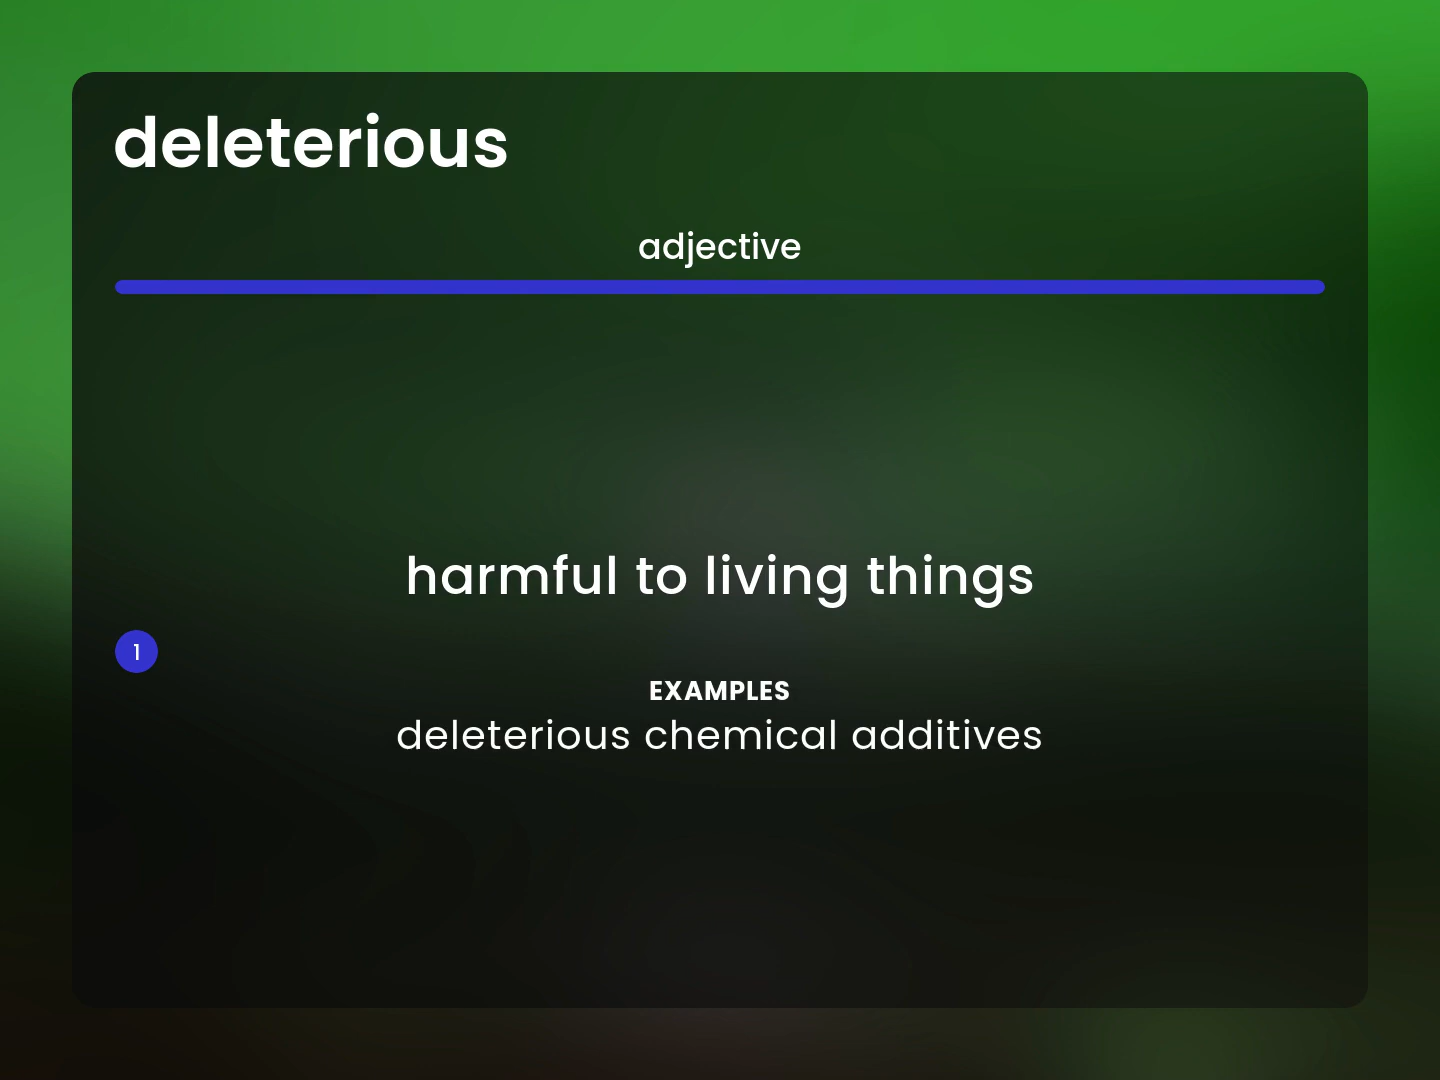 deleterious
adjective
harmful to living things
1
EXAMPLES
deleterious chemical additives